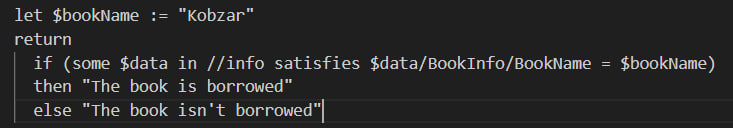 let $bookName := "Kobzar"
return
  if (some $data in //info satisfies $data/BookInfo/BookName = $bookName)
  then "The book is borrowed"
  else "The book isn't borrowed"